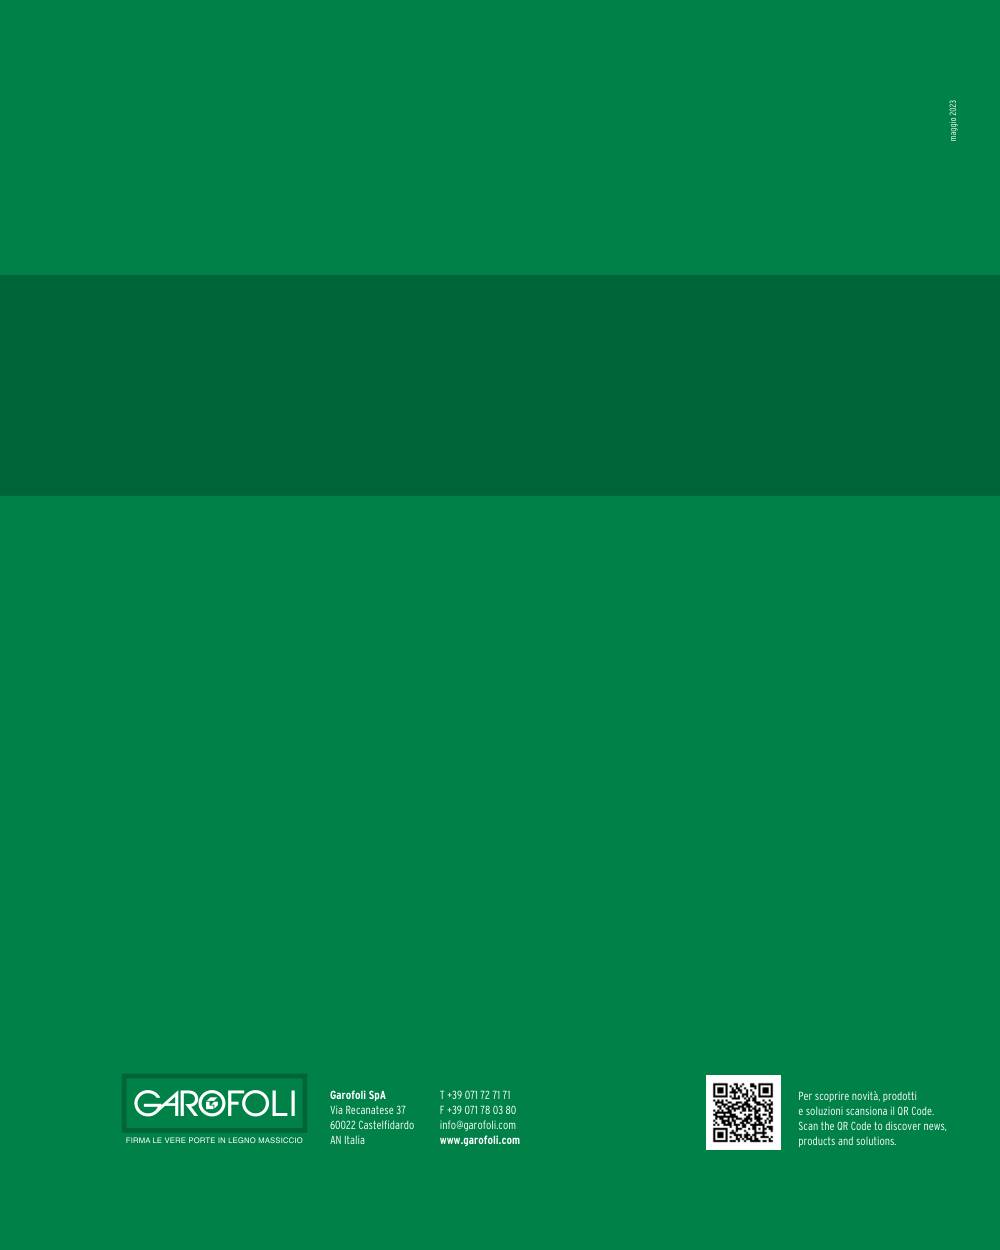 maggio 2023
GAROFOLI
FIRMA LE VERE PORTE IN LEGNO MASSICCIO
Garofoli SpA
Via Recanatese 37
60022 Castelfidardo
AN Italia
T +39 071 72 71 71
F +39 071 78 03 80
info@garofoli.com
www.garofoli.com
Per scoprire novità, prodotti
e soluzioni scansiona il QR Code.
Scan the QR Code to discover news,
products and solutions.